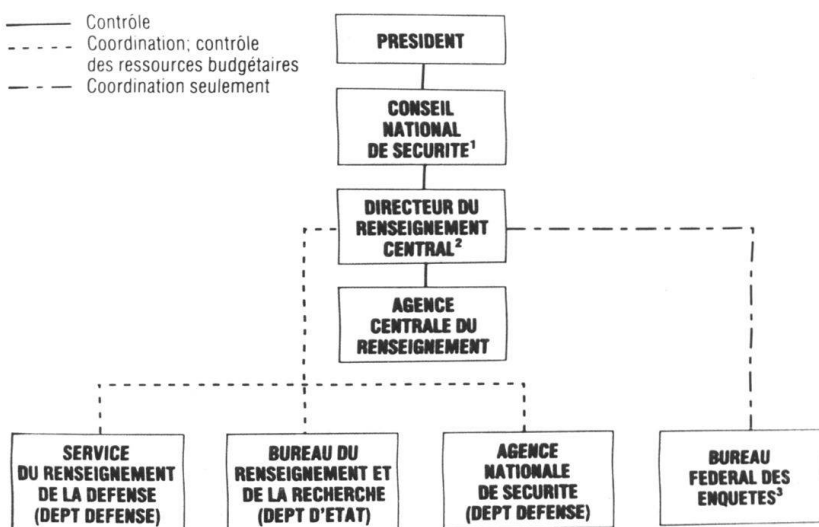 Contrôle
Coordination; contrôle
des ressources budgétaires
Coordination seulement
PRESIDENT
CONSEIL
NATIONAL
DE SECURITE¹
DIRECTEUR DU
RENSEIGNEMENT
CENTRAL²
AGENCE
CENTRALE DU
RENSEIGNEMENT
SERVICE
DU RENSEIGNEMENT
DE LA DEFENSE
(DEPT DEFENSE)
BUREAU DU
RENSEIGNEMENT ET
DE LA RECHERCHE
(DEPT D'ETAT)
AGENCE
NATIONALE
DE SECURITE
(DEPT DEFENSE)
BUREAU
FEDERAL DES
ENQUETES³